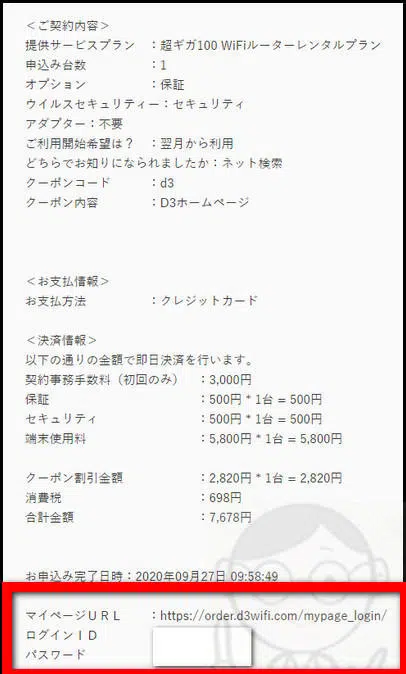 ＜ご契約内容＞
提供サービスプラン　：超ギガ100 WiFiルーターレンタルプラン
申込み台数　：1
オプション　：保証
ウイルスセキュリティー：セキュリティ
アダプター：不要
ご利用開始希望は？　：翌月から利用
どちらでお知りになられましたか：ネット検索
クーポンコード　：d3
クーポン内容　：D3ホームページ
＜お支払情報＞
お支払方法　：クレジットカード
＜決済情報＞
以下の通りの金額で即日決済を行います。
契約事務手数料（初回のみ）　：3,000円
保証　：500円 * 1台 = 500円
セキュリティ　：500円 * 1台 = 500円
端末使用料　：5,800円 * 1台 = 5,800円
クーポン割引金額　：2,820円 * 1台 = 2,820円
消費税　：698円
合計金額　：7,678円
お申込み完了日時：2020年09月27日 09:58:49
マイページＵＲＬ　：https://order.d3wifi.com/mypage_login/
ログインＩＤ
パスワード